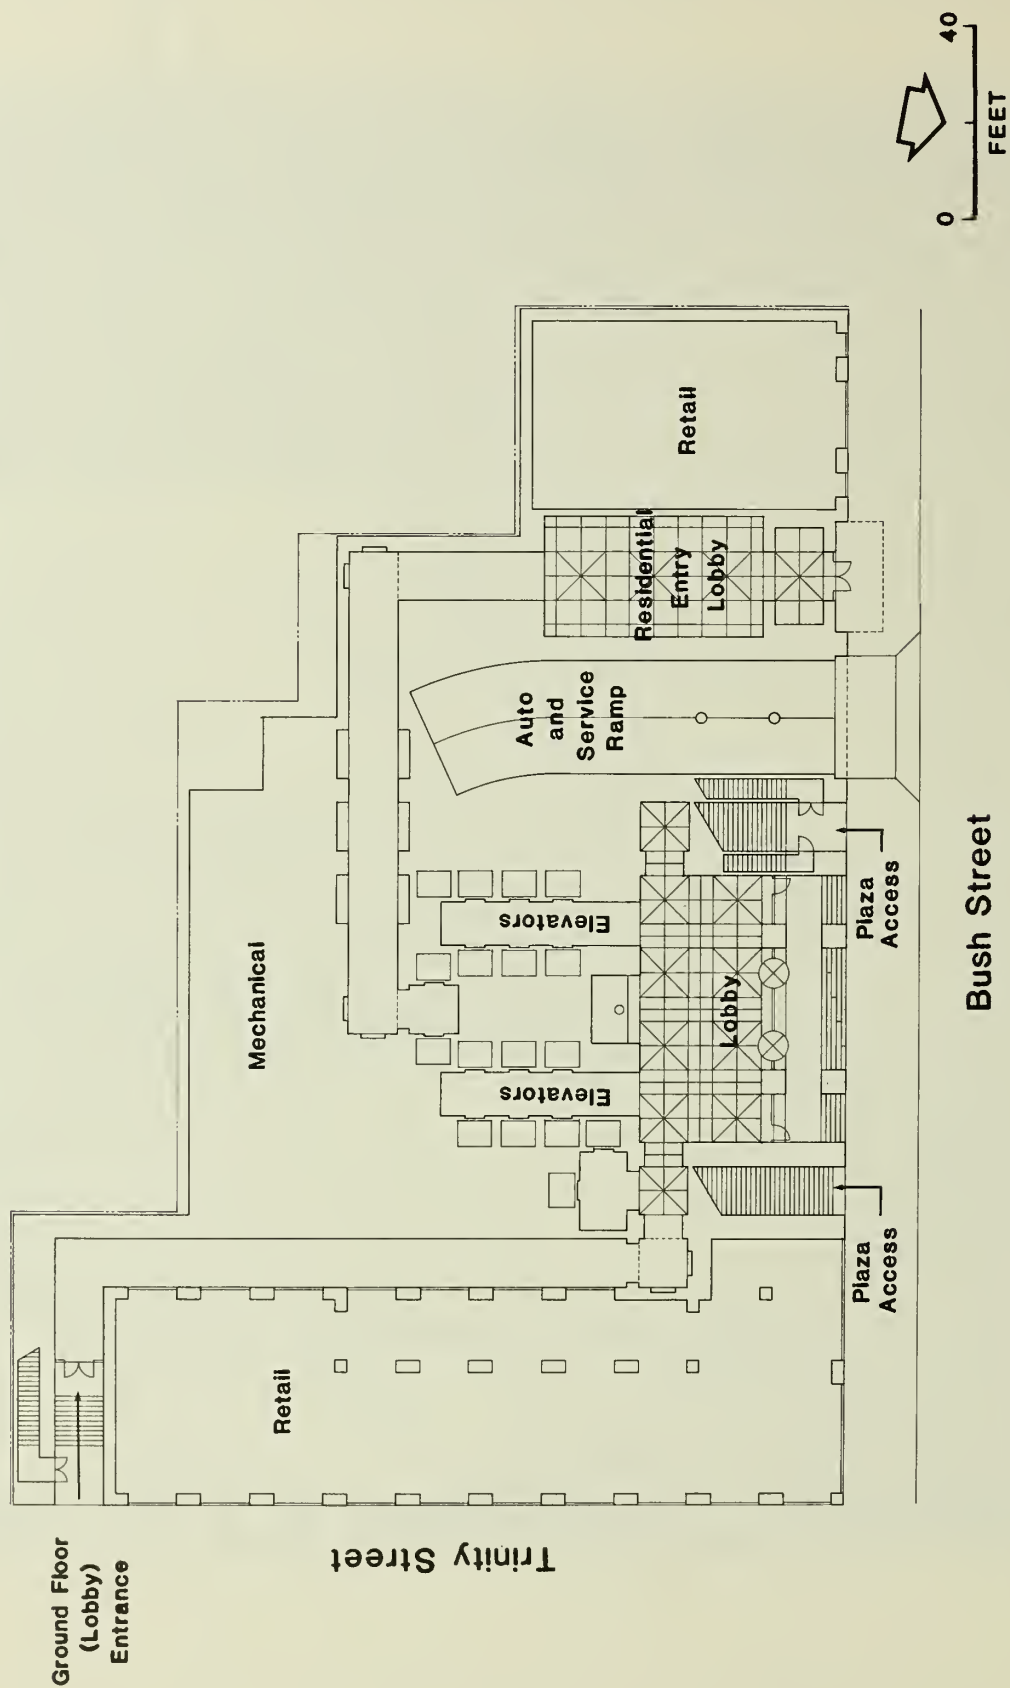 Ground Floor
(Lobby)
Entrance
Trinity Street
Retail
Mechanical
Elevators
Elevators
Lobby
Plaza
Access
Plaza
Access
Auto
and
Service
Ramp
Residential
Entry
Lobby
Retail
Bush Street
0
40
FEET